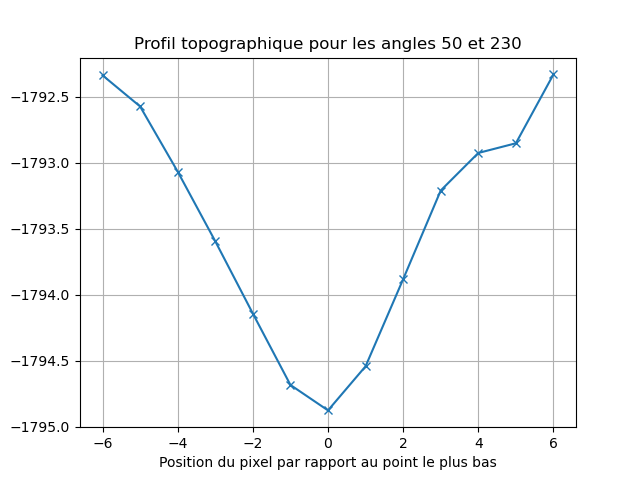 Profil topographique pour les angles 50 et 230
−1792.5
−1793.0
−1793.5
−1794.0
−1794.5
−1795.0
−6 −4 −2 0 2 4 6
Position du pixel par rapport au point le plus bas